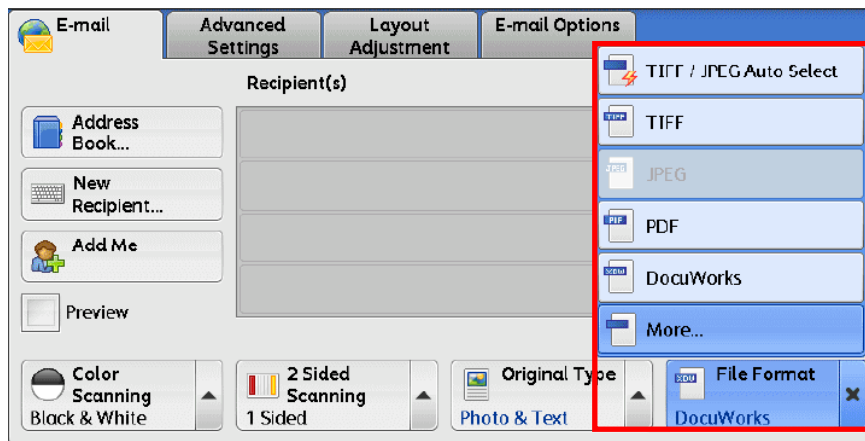 E-mail
Advanced
Settings
Layout
Adjustment
E-mail Options
Recipient(s)
Address
Book...
New
Recipient...
Add Me
Preview
TIFF / JPEG Auto Select
TIFF
JPEG
PDF
DocuWorks
More...
Color
Scanning
Black & White
2 Sided
Scanning
1 Sided
Original Type
Photo & Text
File Format
DocuWorks